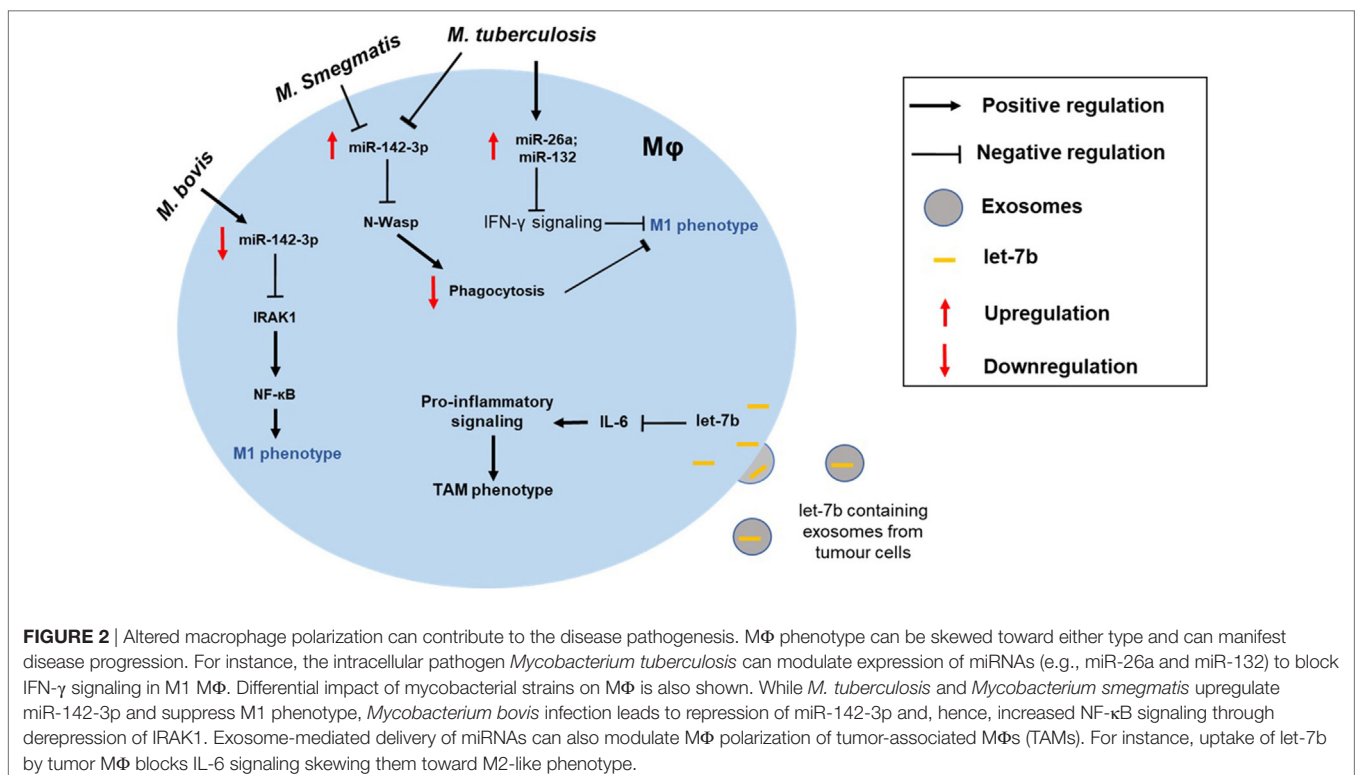 M. tuberculosis
M. Smegmatis
M. bovis
miR-142-3p
miR-26a;
miR-132
Mφ
N-Wasp
IFN-γ signaling
M1 phenotype
miR-142-3p
Phagocytosis
IRAK1
NF-κB
M1 phenotype
Pro-inflammatory
signaling
IL-6
let-7b
TAM phenotype
let-7b containing
exosomes from
tumour cells
Positive regulation
Negative regulation
Exosomes
let-7b
Upregulation
Downregulation
FIGURE 2 | Altered macrophage polarization can contribute to the disease pathogenesis. MΦ phenotype can be skewed toward either type and can manifest
disease progression. For instance, the intracellular pathogen Mycobacterium tuberculosis can modulate expression of miRNAs (e.g., miR-26a and miR-132) to block
IFN-γ signaling in M1 MΦ. Differential impact of mycobacterial strains on MΦ is also shown. While M. tuberculosis and Mycobacterium smegmatis upregulate
miR-142-3p and suppress M1 phenotype, Mycobacterium bovis infection leads to repression of miR-142-3p and, hence, increased NF-κB signaling through
derepression of IRAK1. Exosome-mediated delivery of miRNAs can also modulate MΦ polarization of tumor-associated MΦs (TAMs). For instance, uptake of let-7b
by tumor MΦ blocks IL-6 signaling skewing them toward M2-like phenotype.